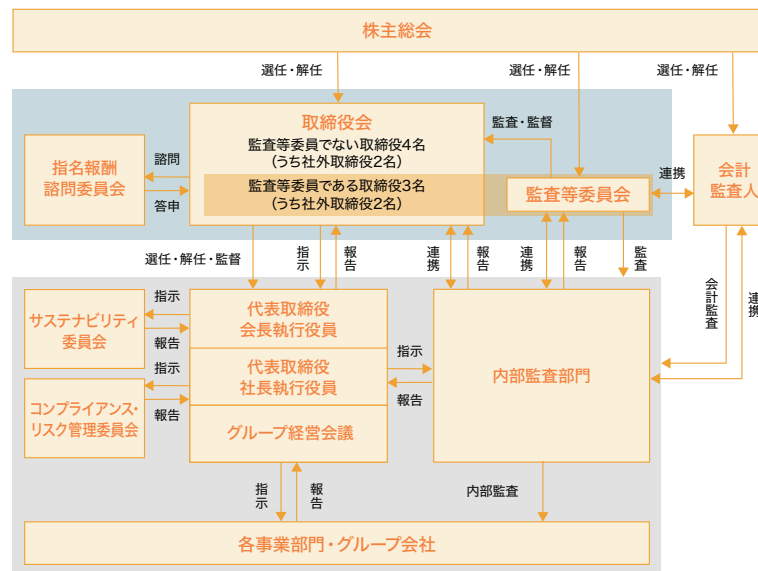 株主総会
選任・解任
選任・解任
選任・解任
取締役会
監査等委員でない取締役4名
（うち社外取締役2名）
監査等委員である取締役3名
（うち社外取締役2名）
監査・監督
監査等委員会
指名報酬
諮問委員会
諮問
答申
連携
会計
監査人
選任・解任・監督
指示
報告
連携
報告
連携
報告
監査
会計監査
連携
サステナビリティ
委員会
指示
報告
代表取締役
会長執行役員
代表取締役
社長執行役員
グループ経営会議
指示
報告
内部監査部門
コンプライアンス・
リスク管理委員会
指示
報告
指示
報告
内部監査
各事業部門・グループ会社